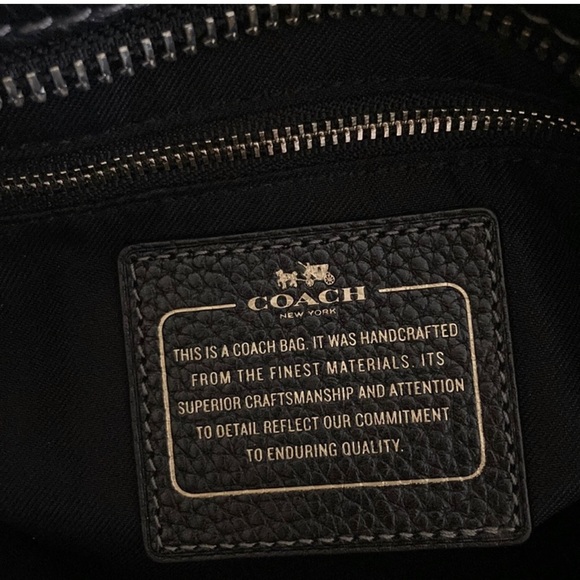 COACH
NEW YORK
THIS IS A COACH BAG. IT WAS HANDCRAFTED
FROM THE FINEST MATERIALS. ITS
SUPERIOR CRAFTSMANSHIP AND ATTENTION
TO DETAIL REFLECT OUR COMMITMENT
TO ENDURING QUALITY.